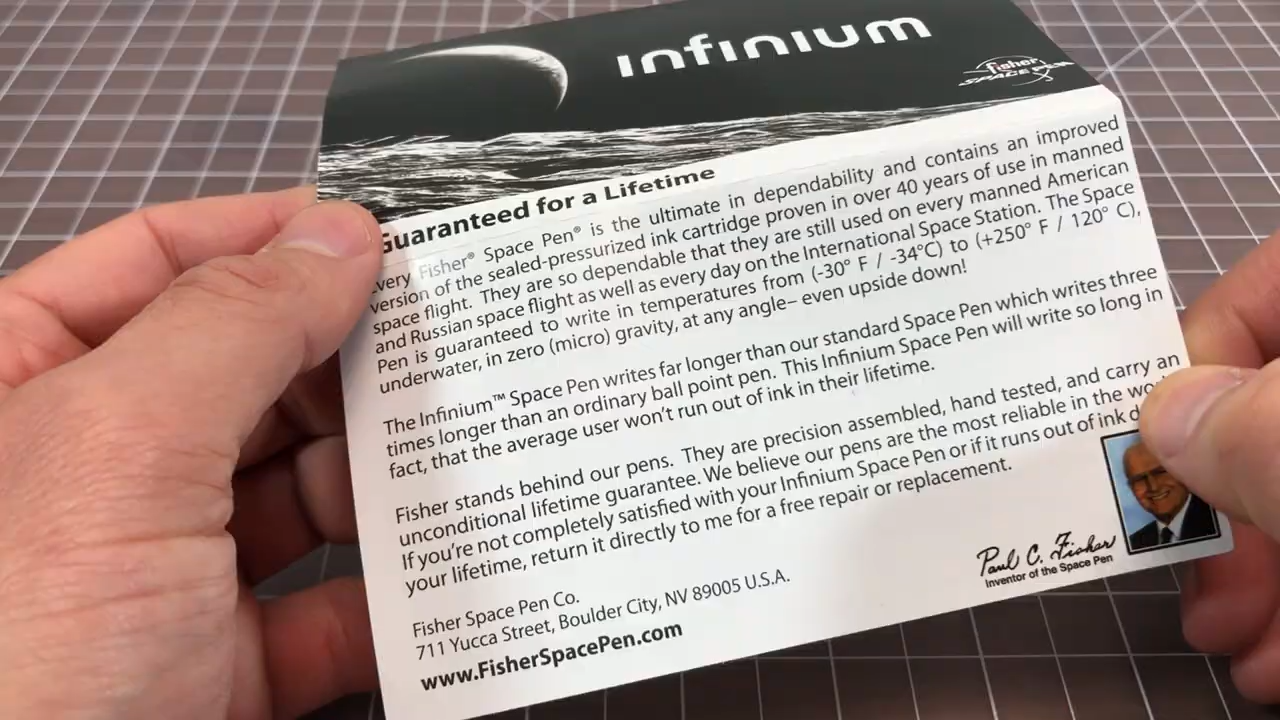 Infinium
fisher
SPACE PEN
Guaranteed for a Lifetime
Every Fisher® Space Pen® is the ultimate in dependability and contains an improved
version of the sealed-pressurized ink cartridge proven in over 40 years of use in manned
space flight. They are so dependable that they are still used on every manned American
and Russian space flight as well as every day on the International Space Station. The Space
Pen is guaranteed to write in temperatures from (-30° F / -34°C) to (+250° F / 120° C),
underwater, in zero (micro) gravity, at any angle– even upside down!
The Infinium™ Space Pen writes far longer than our standard Space Pen which writes three
times longer than an ordinary ball point pen. This Infinium Space Pen will write so long in
fact, that the average user won't run out of ink in their lifetime.
Fisher stands behind our pens. They are precision assembled, hand tested, and carry an
unconditional lifetime guarantee. We believe our pens are the most reliable in the
If you're not completely satisfied with your Infinium Space Pen or if it runs out of ink
your lifetime, return it directly to me for a free repair or replacement.
Paul C. Fisher
Inventor of the Space Pen
Fisher Space Pen Co.
711 Yucca Street, Boulder City, NV 89005 U.S.A.
www.FisherSpacePen.com